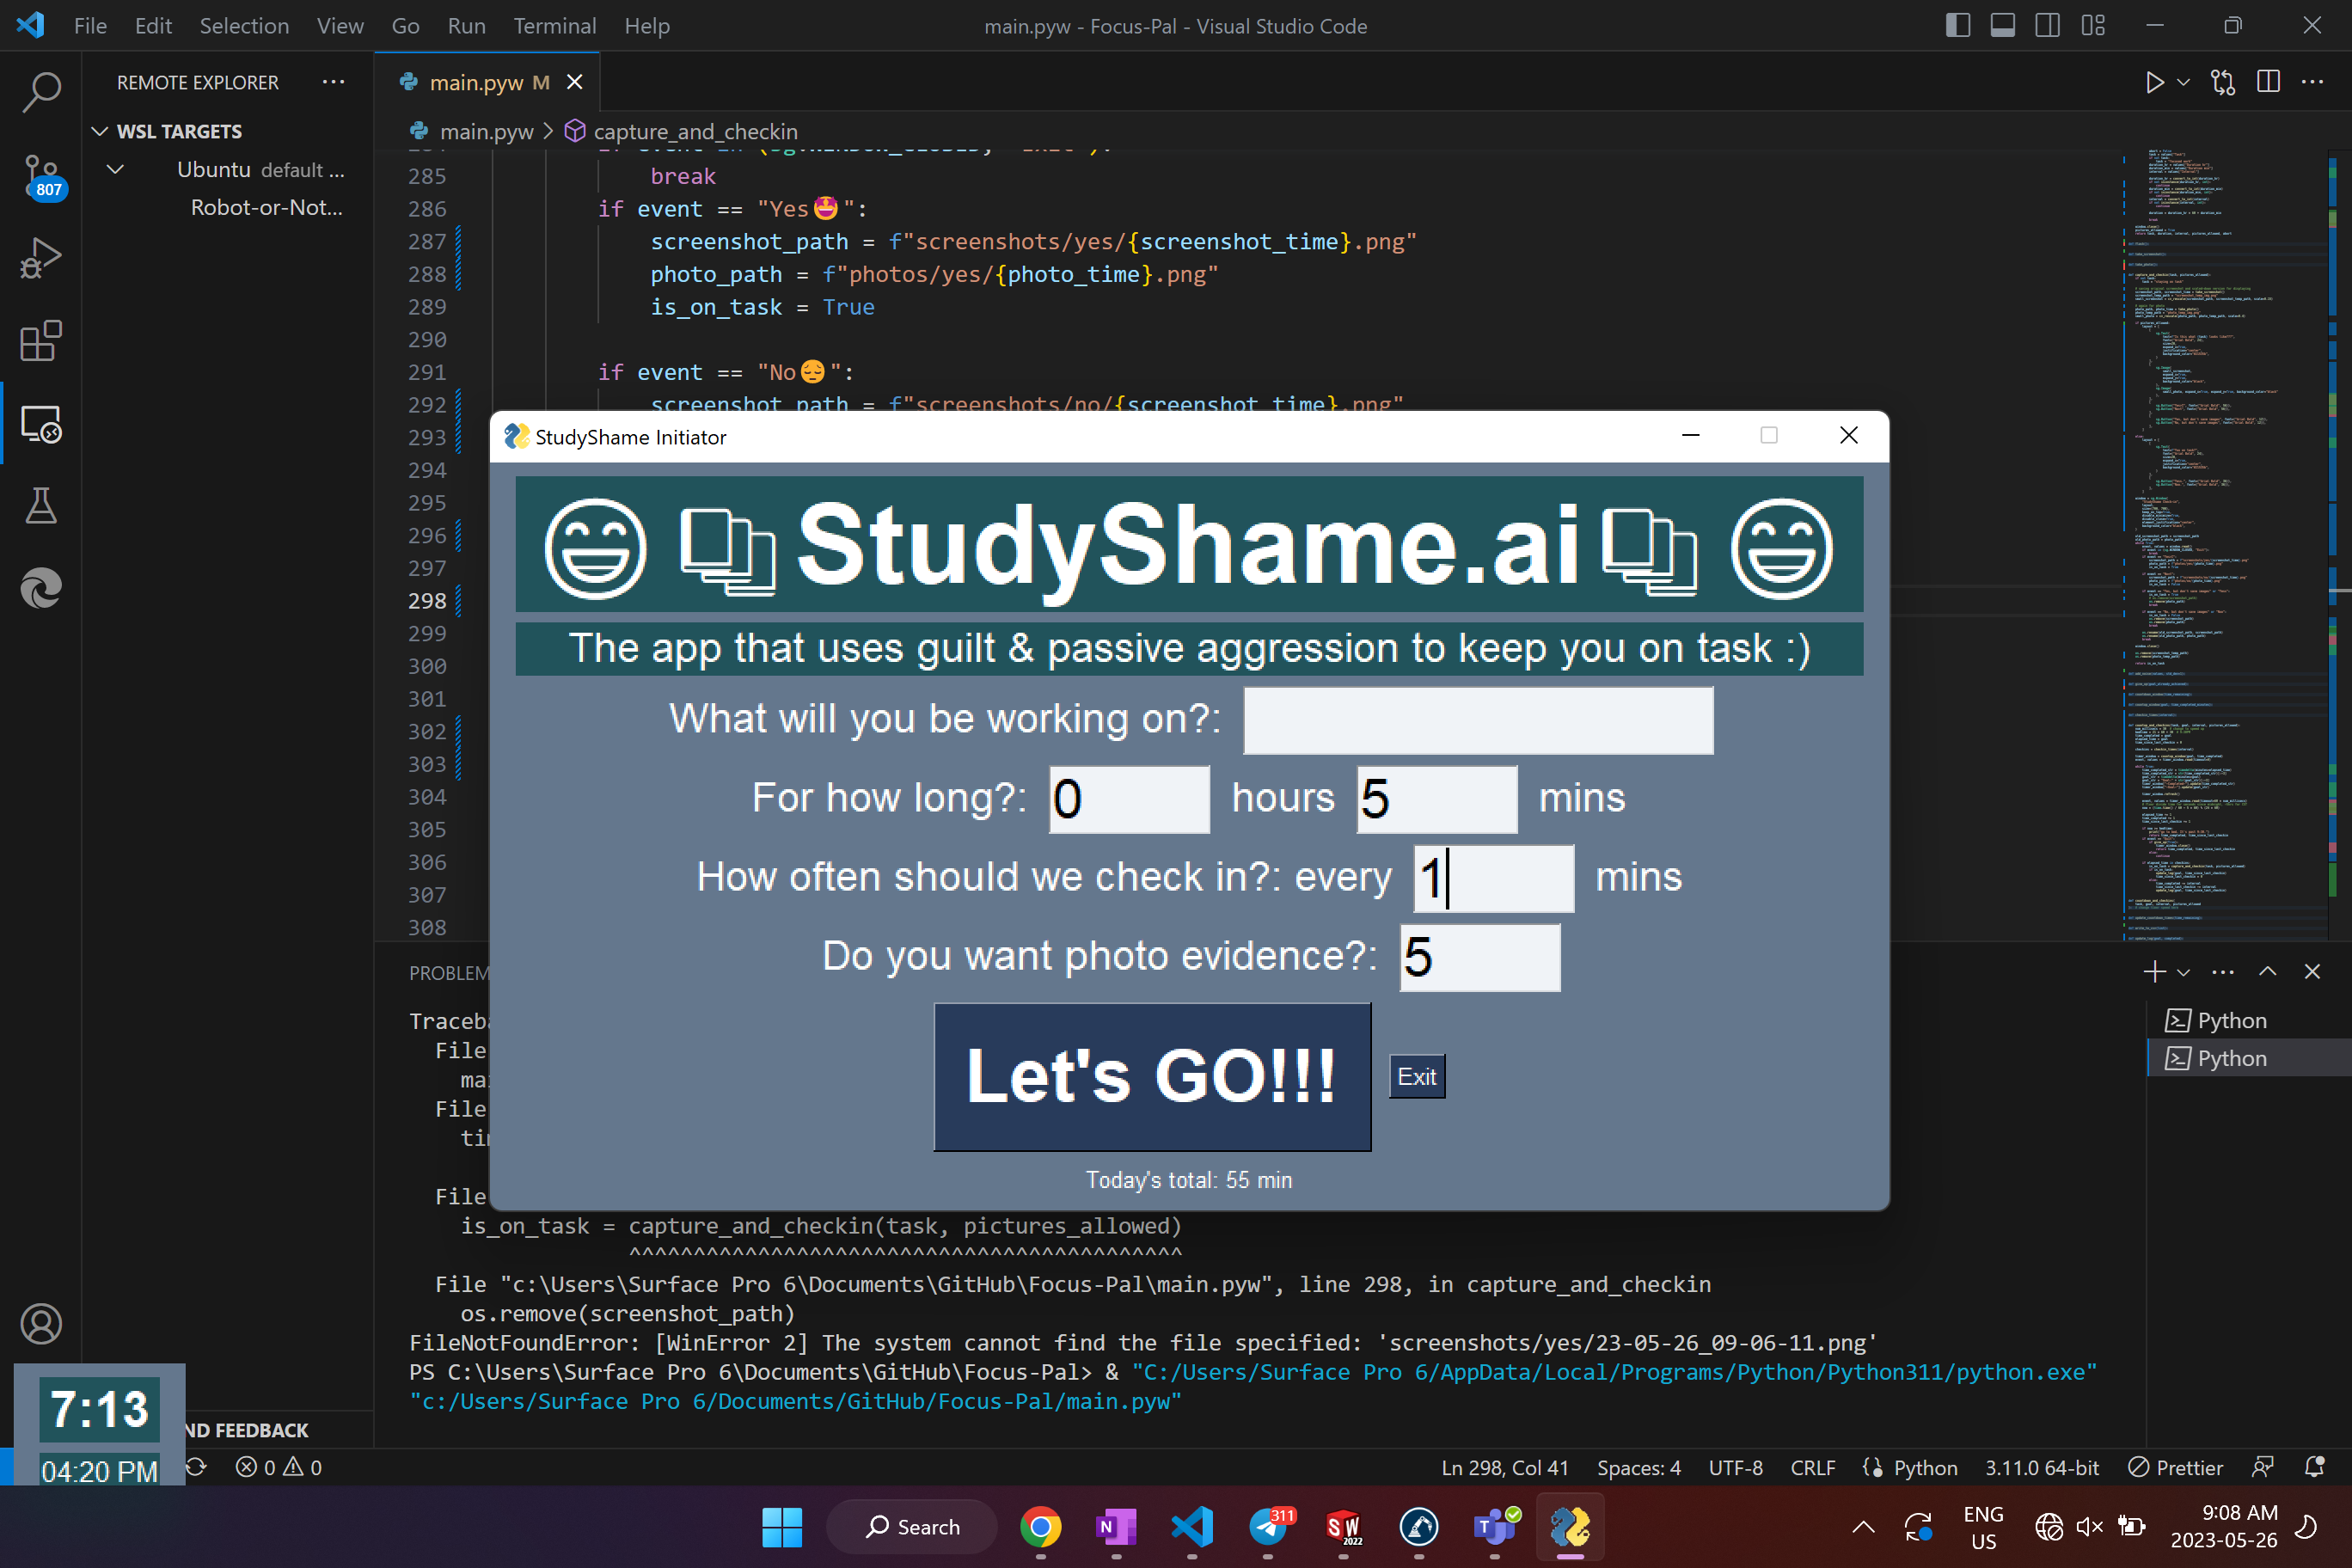 File Edit Selection View Go Run Terminal Help
main.pyw - Focus-Pal - Visual Studio Code
REMOTE EXPLORER
WSL TARGETS
Ubuntu default ...
Robot-or-Not...
807
main.pyw M
main.pyw > capture_and_checkin
285 break
286 if event == "Yes🤩":
287 screenshot_path = f"screenshots/yes/{screenshot_time}.png"
288 photo_path = f"photos/yes/{photo_time}.png"
289 is_on_task = True
290
291 if event == "No😔":
292 screenshot_path = f"screenshots/no/{screenshot_time}.png"
293
294
295
296
297
298
299
300
301
302
303
304
305
306
307
308
StudyShame Initiator
StudyShame.ai
The app that uses guilt & passive aggression to keep you on task :)
What will you be working on?:
For how long?: 0 hours 5 mins
How often should we check in?: every 1 mins
Do you want photo evidence?: 5
Let's GO!!! Exit
Today's total: 55 min
PROBLEM
Traceba
File
mai
File
tim
File
is_on_task = capture_and_checkin(task, pictures_allowed)
^^^^^^^^^^^^^^^^^^^^^^^^^^^^^^^^^^^^^^^^^
File "c:\Users\Surface Pro 6\Documents\GitHub\Focus-Pal\main.pyw", line 298, in capture_and_checkin
os.remove(screenshot_path)
FileNotFoundError: [WinError 2] The system cannot find the file specified: 'screenshots/yes/23-05-26_09-06-11.png'
PS C:\Users\Surface Pro 6\Documents\GitHub\Focus-Pal> & "C:/Users/Surface Pro 6/AppData/Local/Programs/Python/Python311/python.exe"
"c:/Users/Surface Pro 6/Documents/GitHub/Focus-Pal/main.pyw"
Python
Python
7:13
04:20 PM
ND FEEDBACK
0 0
Ln 298, Col 41 Spaces: 4 UTF-8 CRLF Python 3.11.0 64-bit Prettier
Search
311
SW
2022
ENG
US
9:08 AM
2023-05-26